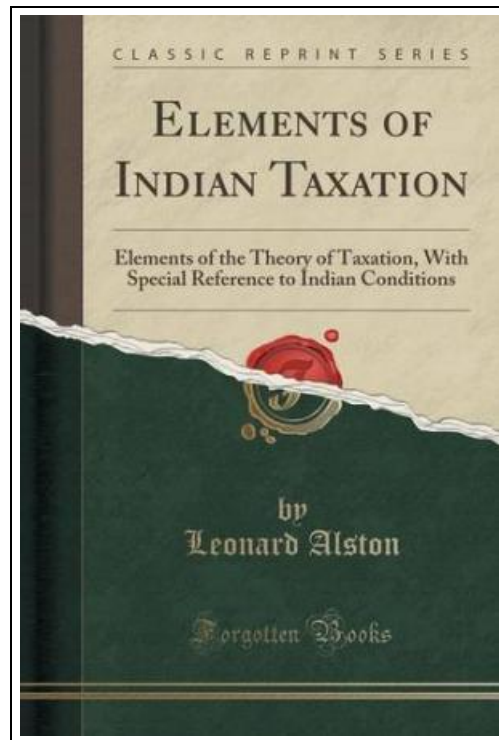 CLASSIC REPRINT SERIES
ELEMENTS OF
INDIAN TAXATION
Elements of the Theory of Taxation, With
Special Reference to Indian Conditions
F
by
Leonard Alston
Forgotten Books